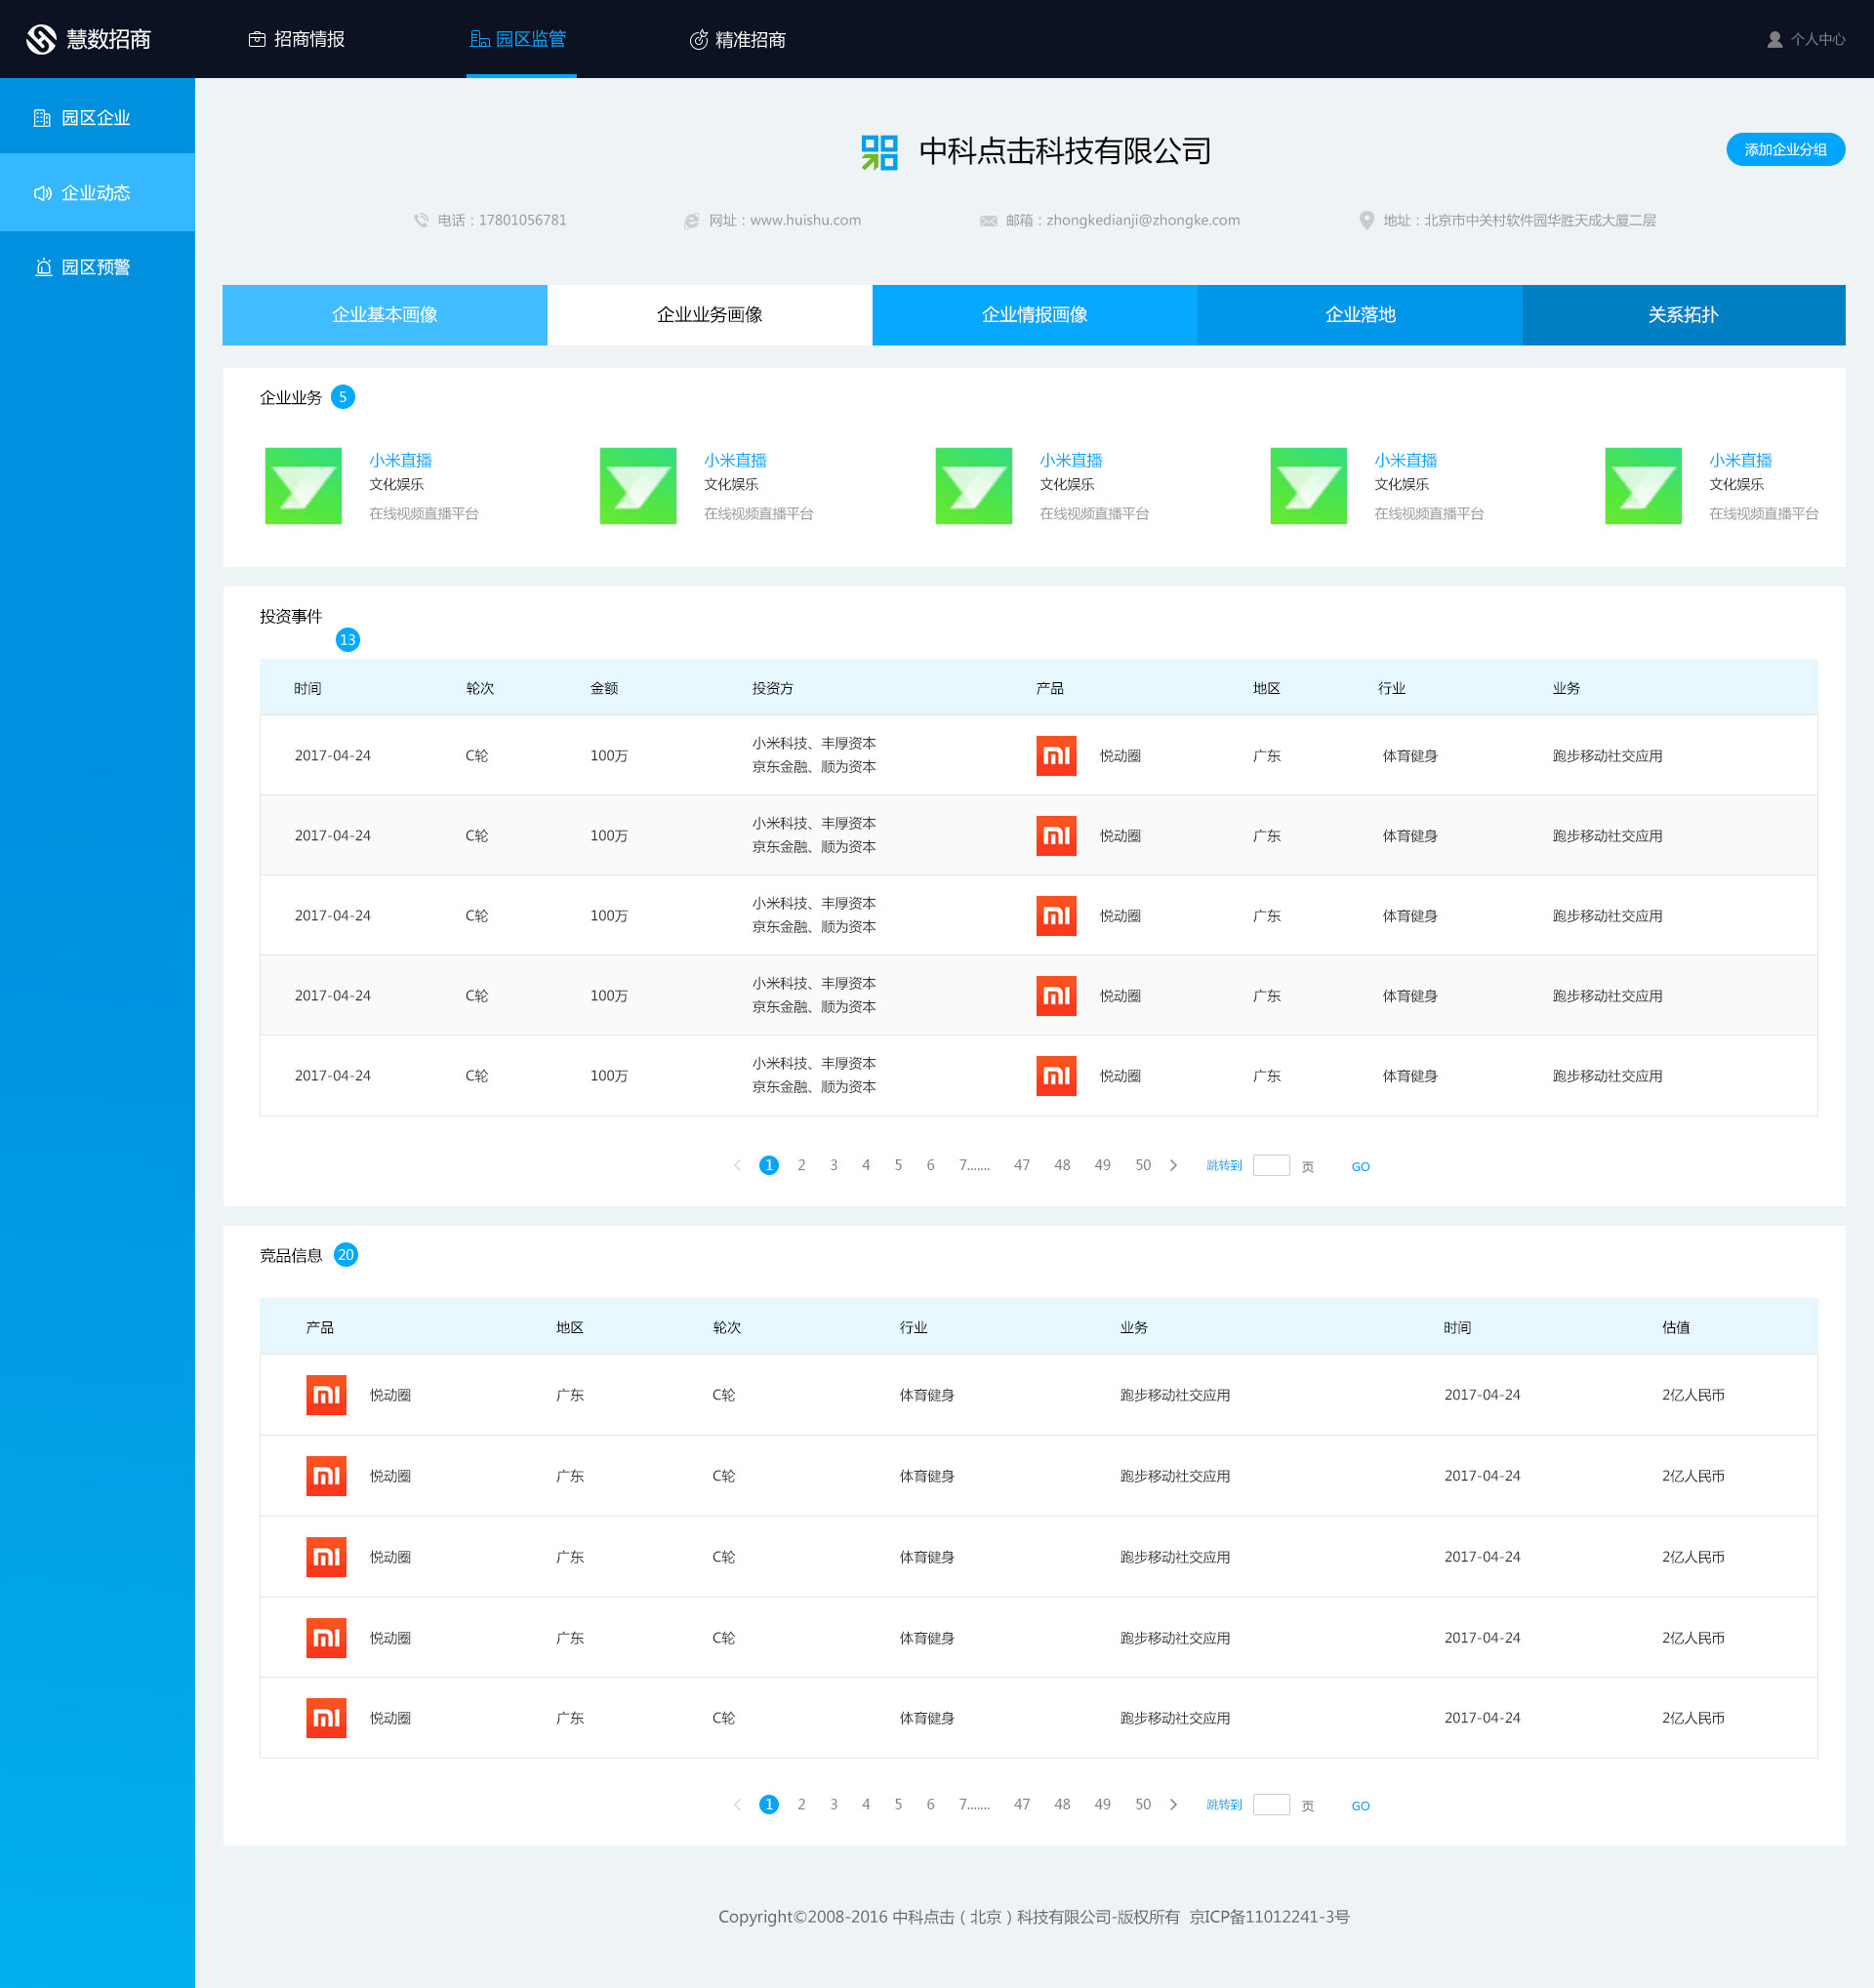 慧数招商 招商情报 园区监管 精准招商 个人中心
园区企业
企业动态
园区预警
中科点击科技有限公司 添加企业分组
电话：17801056781 网址：www.huishu.com 邮箱：zhongkedianji@zhongke.com 地址：北京市中关村软件园华胜天成大厦二层
企业基本画像 企业业务画像 企业情报画像 企业落地 关系拓扑
企业业务 5
小米直播 小米直播 小米直播 小米直播 小米直播
文化娱乐 文化娱乐 文化娱乐 文化娱乐 文化娱乐
在线视频直播平台 在线视频直播平台 在线视频直播平台 在线视频直播平台 在线视频直播平台
投资事件
13
时间 轮次 金额 投资方 产品 地区 行业 业务
小米科技、丰厚资本
2017-04-24 C轮 100万 mi 悦动圈 广东 体育健身 跑步移动社交应用
京东金融、顺为资本
小米科技、丰厚资本
2017-04-24 C轮 100万 mi 悦动圈 广东 体育健身 跑步移动社交应用
京东金融、顺为资本
小米科技、丰厚资本
2017-04-24 C轮 100万 mi 悦动圈 广东 体育健身 跑步移动社交应用
京东金融、顺为资本
小米科技、丰厚资本
2017-04-24 C轮 100万 mi 悦动圈 广东 体育健身 跑步移动社交应用
京东金融、顺为资本
小米科技、丰厚资本
2017-04-24 C轮 100万 mi 悦动圈 广东 体育健身 跑步移动社交应用
京东金融、顺为资本
1 2 3 4 5 6 7....... 47 48 49 50 跳转到 页 GO
竞品信息 20
产品 地区 轮次 行业 业务 时间 估值
mi 悦动圈 广东 C轮 体育健身 跑步移动社交应用 2017-04-24 2亿人民币
mi 悦动圈 广东 C轮 体育健身 跑步移动社交应用 2017-04-24 2亿人民币
mi 悦动圈 广东 C轮 体育健身 跑步移动社交应用 2017-04-24 2亿人民币
mi 悦动圈 广东 C轮 体育健身 跑步移动社交应用 2017-04-24 2亿人民币
mi 悦动圈 广东 C轮 体育健身 跑步移动社交应用 2017-04-24 2亿人民币
1 2 3 4 5 6 7....... 47 48 49 50 跳转到 页 GO
Copyright©2008-2016 中科点击（北京）科技有限公司-版权所有 京ICP备11012241-3号